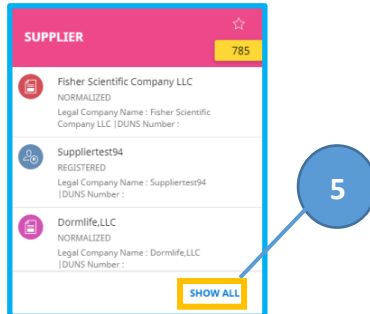 SUPPLIER
785
Fisher Scientific Company LLC
NORMALIZED
Legal Company Name : Fisher Scientific
Company LLC |DUNS Number :
Suppliertest94
REGISTERED
Legal Company Name : Suppliertest94
|DUNS Number :
Dormlife,LLC
NORMALIZED
Legal Company Name : Dormlife,LLC
|DUNS Number :
5
SHOW ALL